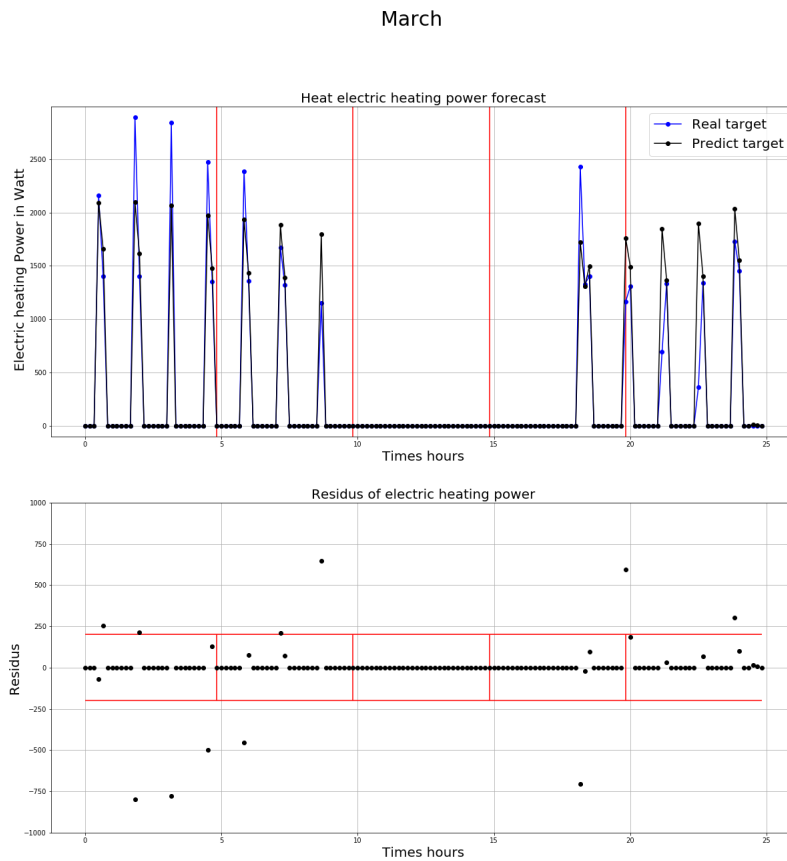 March
Heat electric heating power forecast
Electric heating Power in Watt
2500
2000
1500
1000
500
0
Real target
Predict target
0 5 10 15 20 25
Times hours
Residus of electric heating power
Residus
1000
750
500
250
0
−250
−500
−750
−1000
0 5 10 15 20 25
Times hours